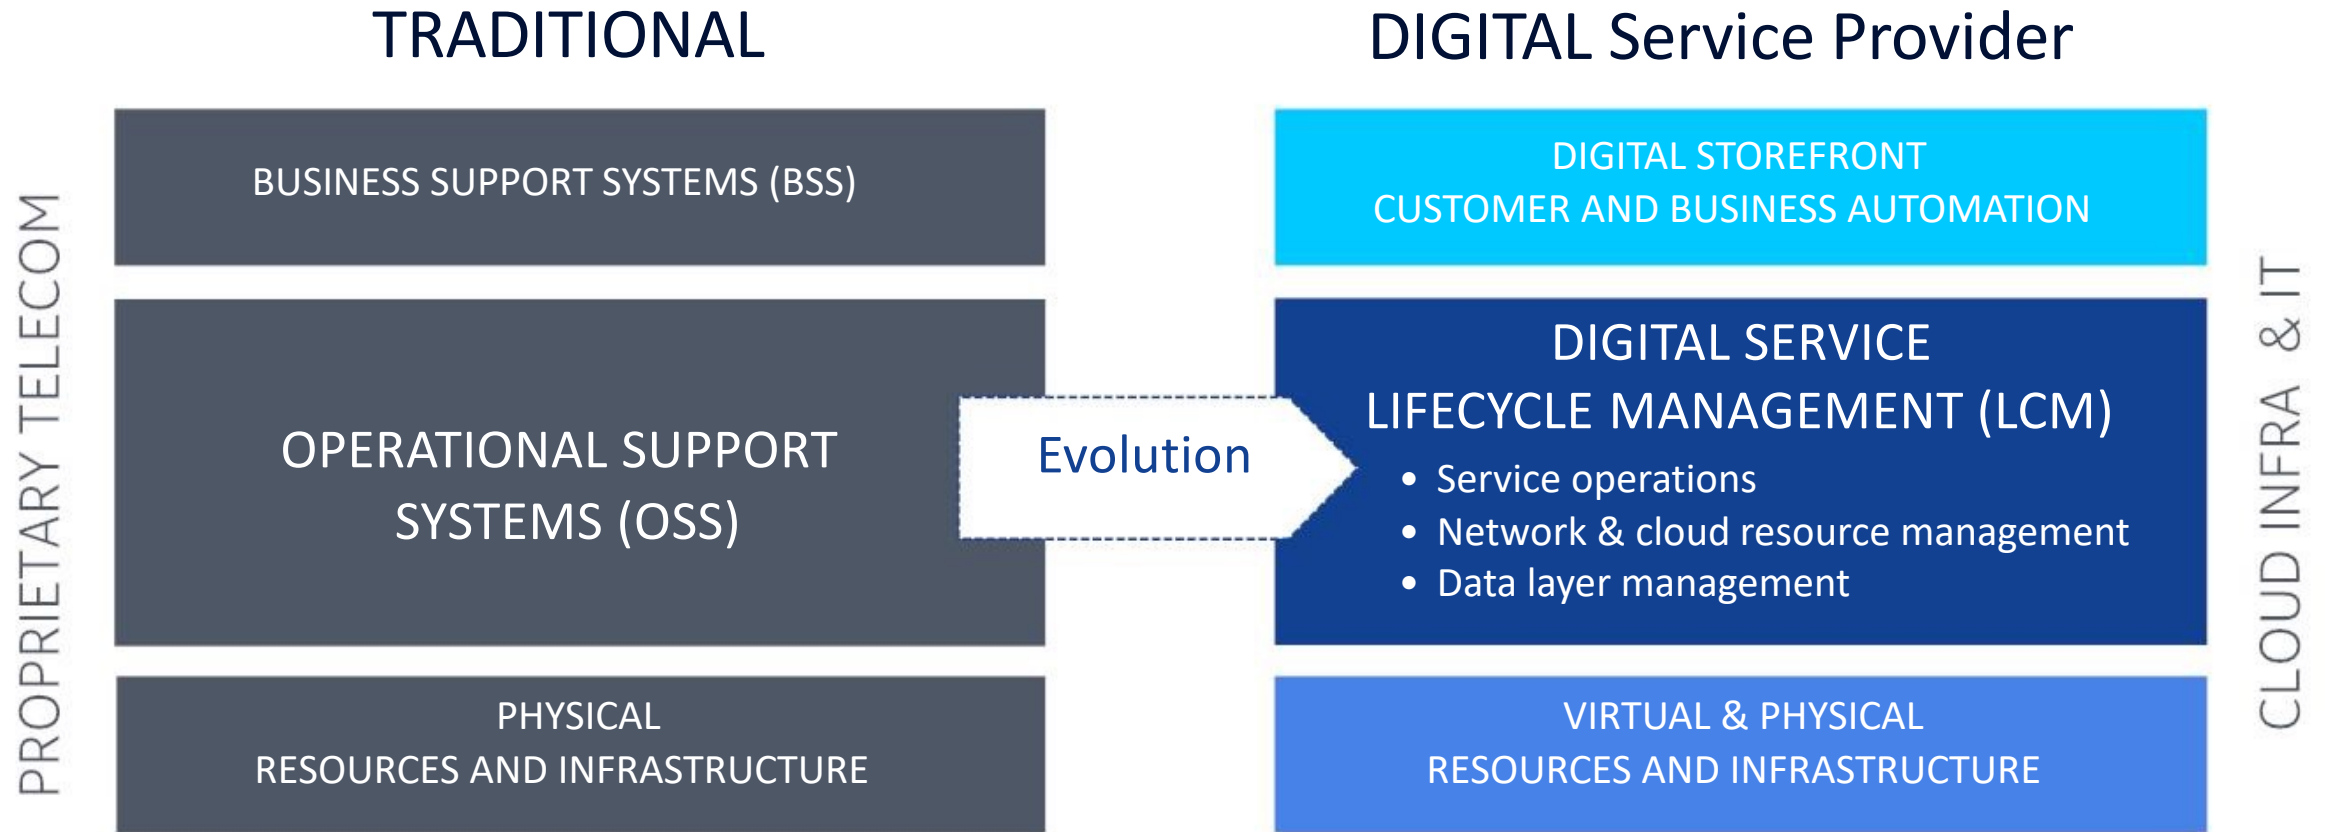 TRADITIONAL
DIGITAL Service Provider
PROPRIETARY TELECOM
BUSINESS SUPPORT SYSTEMS (BSS)
OPERATIONAL SUPPORT
SYSTEMS (OSS)
PHYSICAL
RESOURCES AND INFRASTRUCTURE
Evolution
DIGITAL STOREFRONT
CUSTOMER AND BUSINESS AUTOMATION
DIGITAL SERVICE
LIFECYCLE MANAGEMENT (LCM)
• Service operations
• Network & cloud resource management
• Data layer management
VIRTUAL & PHYSICAL
RESOURCES AND INFRASTRUCTURE
CLOUD INFRA & IT